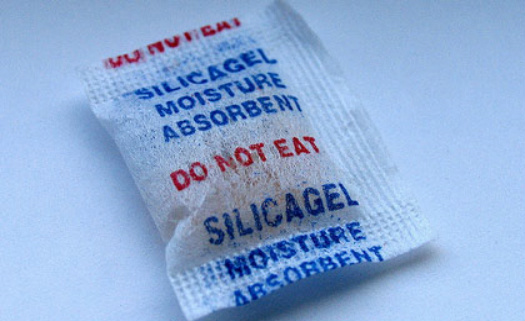 DO NOT EAT
SILICAGEL
MOISTURE
ABSORBENT
DO NOT EAT
SILICAGEL
MOISTURE
ABSORBENT